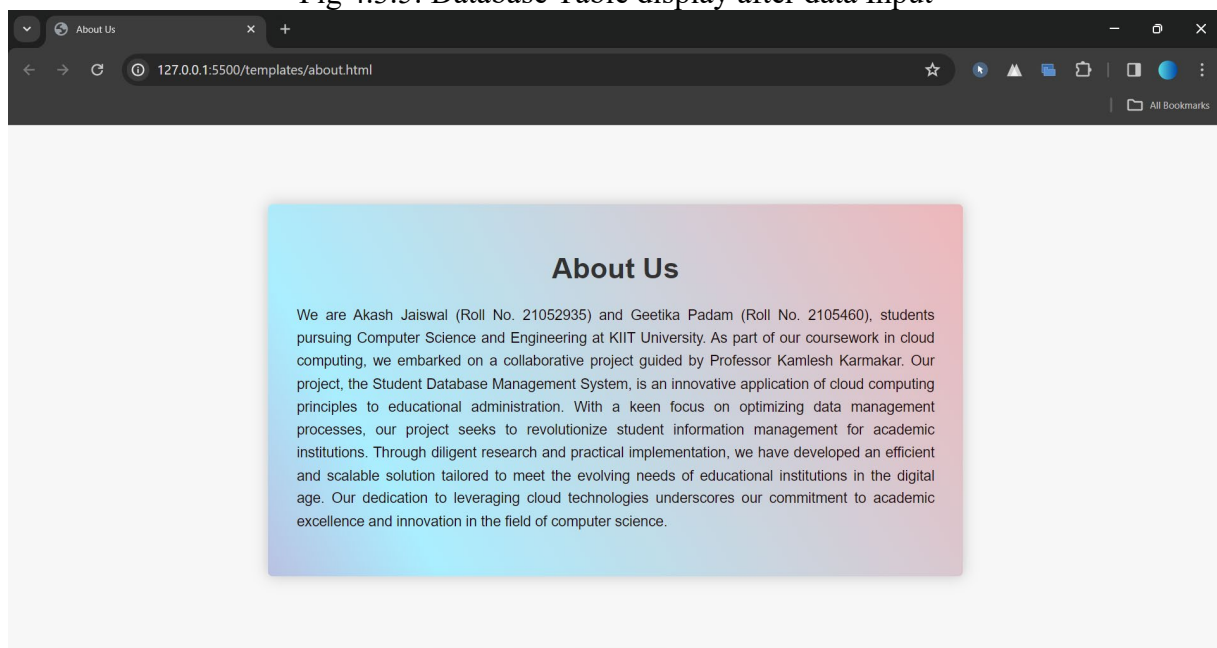 Fig 4.3.3: Database Table display after data Input
About Us
127.0.0.1:5500/templates/about.html
All Bookmarks
About Us
We are Akash Jaiswal (Roll No. 21052935) and Geetika Padam (Roll No. 2105460), students
pursuing Computer Science and Engineering at KIIT University. As part of our coursework in cloud
computing, we embarked on a collaborative project guided by Professor Kamlesh Karmakar. Our
project, the Student Database Management System, is an innovative application of cloud computing
principles to educational administration. With a keen focus on optimizing data management
processes, our project seeks to revolutionize student information management for academic
institutions. Through diligent research and practical implementation, we have developed an efficient
and scalable solution tailored to meet the evolving needs of educational institutions in the digital
age. Our dedication to leveraging cloud technologies underscores our commitment to academic
excellence and innovation in the field of computer science.